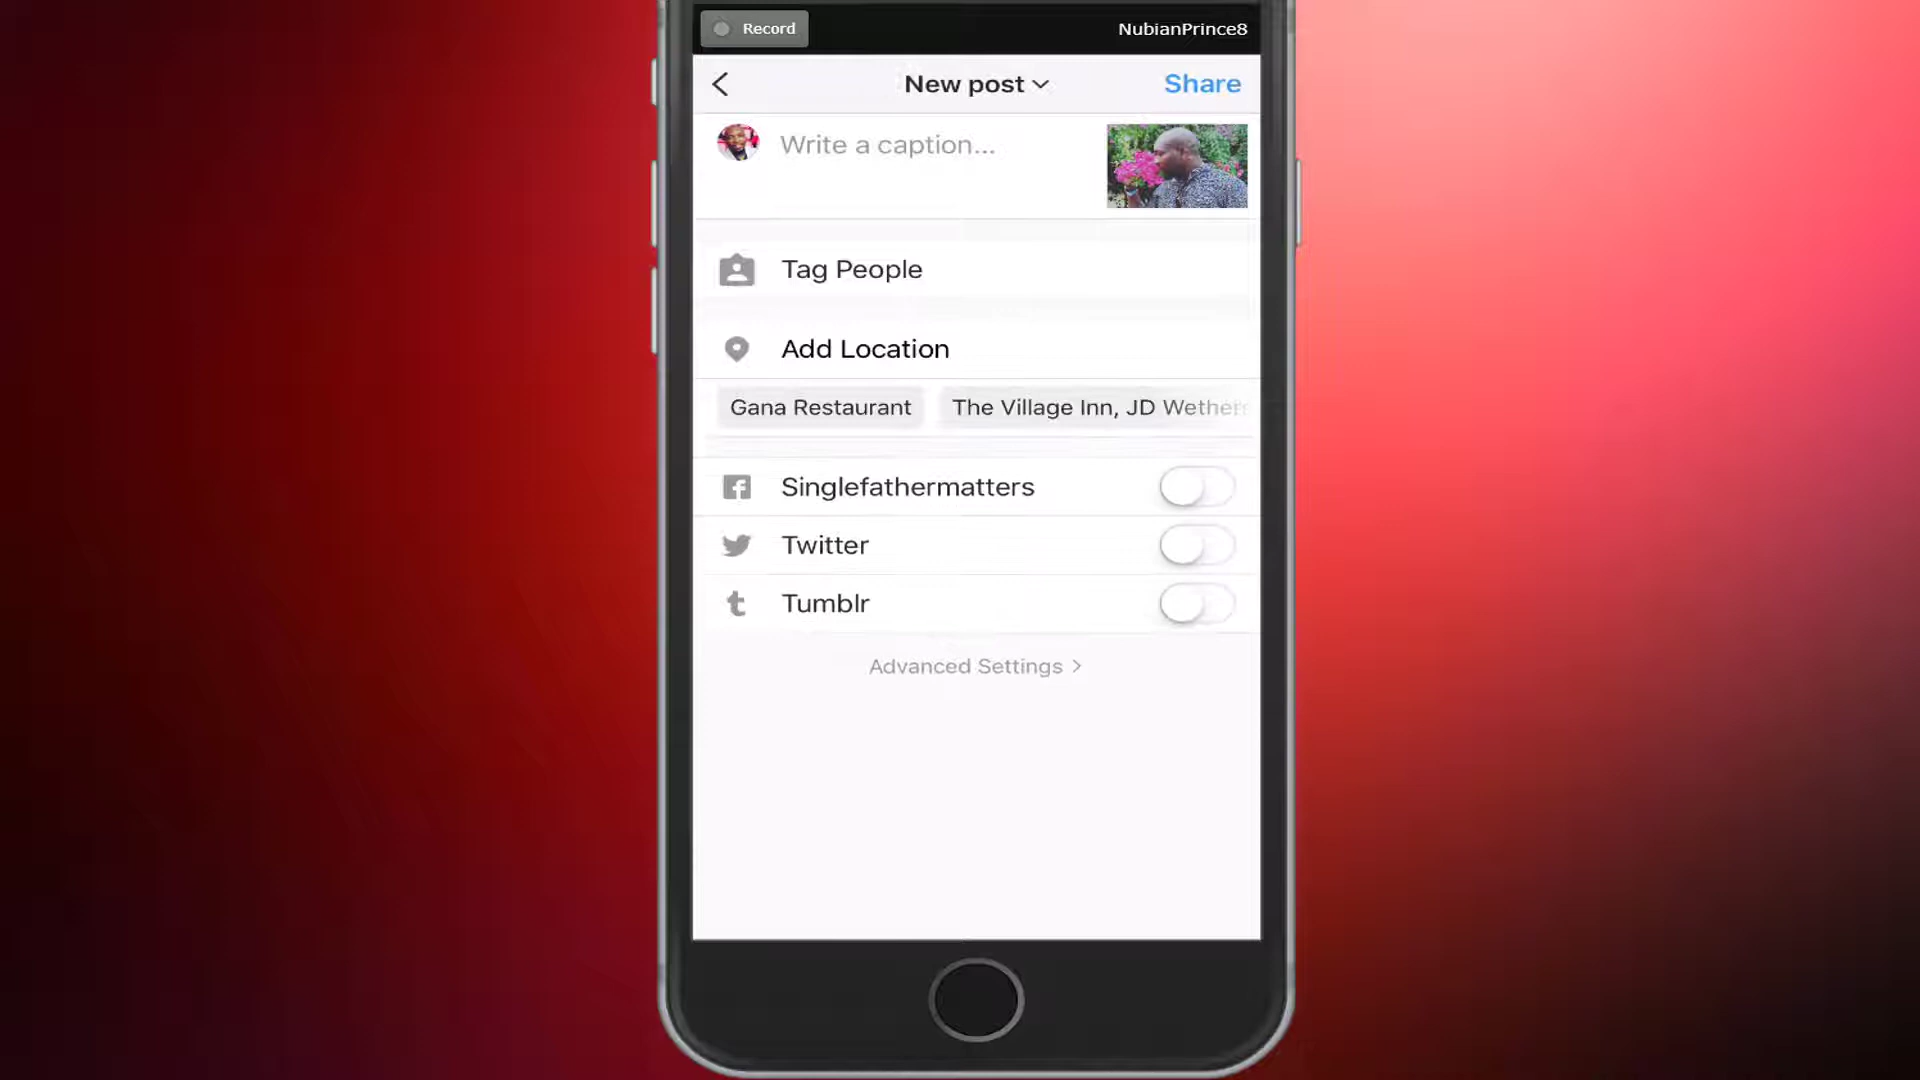 Record
NubianPrince8
New post
Share
Write a caption...
Tag People
Add Location
Gana Restaurant
The Village Inn, JD Wethers
Singlefathermatters
Twitter
Tumblr
Advanced Settings >